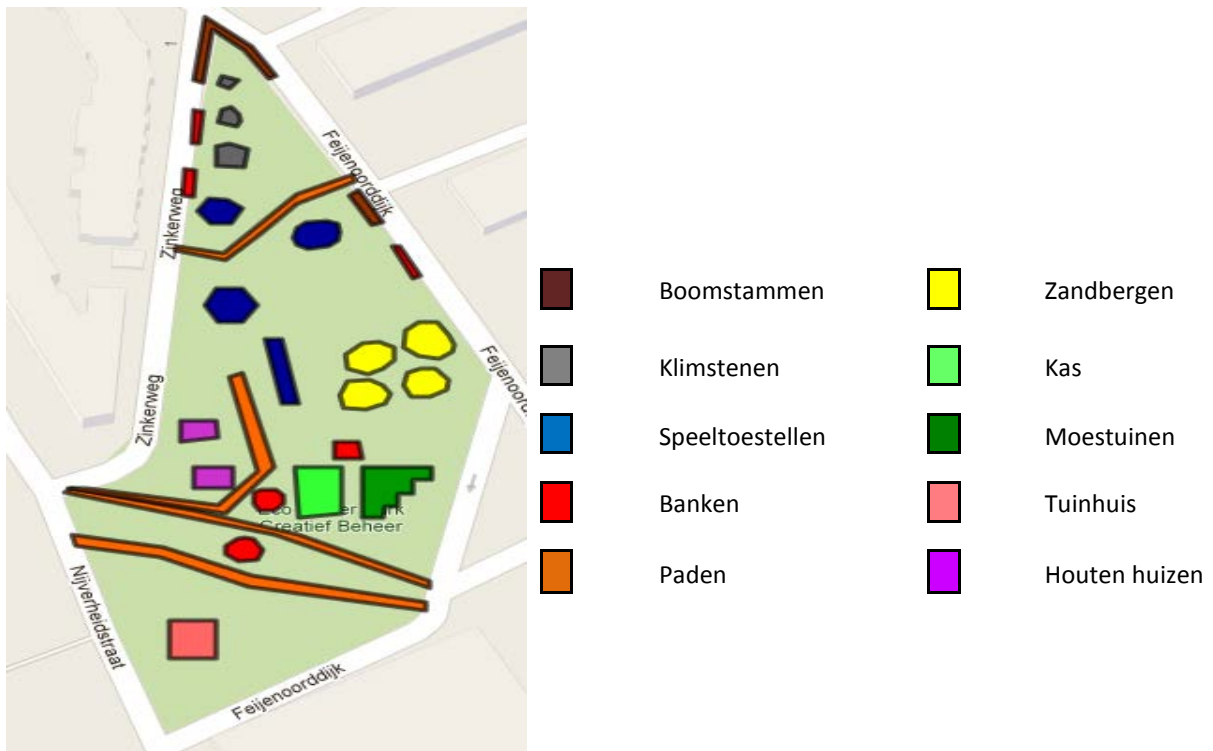 1
Feijenoorddijk
Zinkerweg
Feijenoord
Zinkerweg
Creatief Beheer
Nijverheidstraat
Feijenoorddijk
Boomstammen
Zandbergen
Klimstenen
Kas
Speeltoestellen
Moestuinen
Banken
Tuinhuis
Paden
Houten huizen